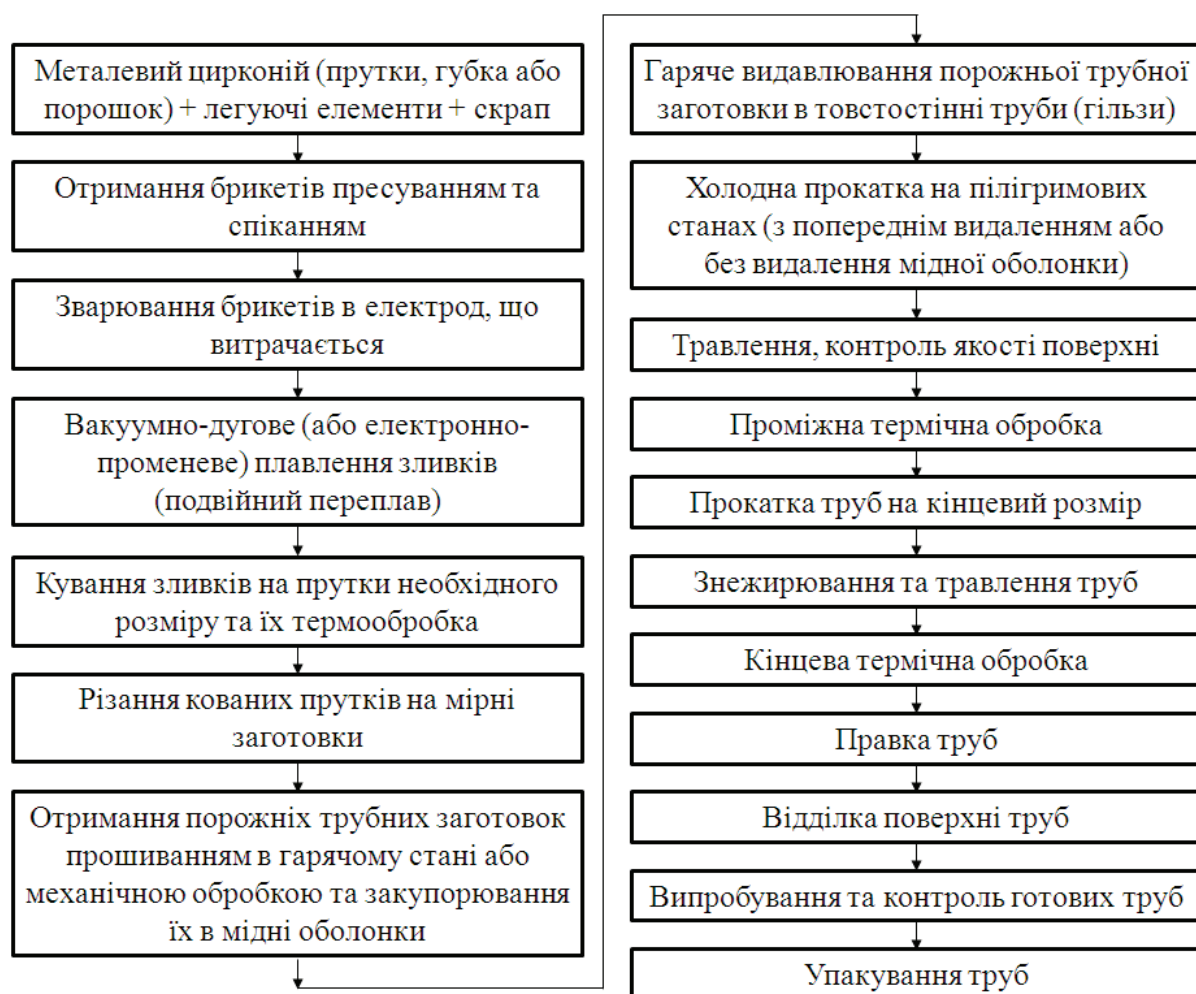 Металевий цирконій (прутки, губка або
порошок) + легуючі елементи + скрап
Отримання брикетів пресуванням та
спіканням
Зварювання брикетів в електрод, що
витрачається
Вакуумно-дугове (або електронно-
променеве) плавлення зливків
(подвійний переплав)
Кування зливків на прутки необхідного
розміру та їх термообробка
Різання кованих прутків на мірні
заготовки
Отримання порожніх трубних заготовок
прошиванням в гарячому стані або
механічною обробкою та закупорювання
їх в мідні оболонки
Гаряче видавлювання порожньої трубної
заготовки в товстостінні труби (гільзи)
Холодна прокатка на пілігримових
станах (з попереднім видаленням або
без видалення мідної оболонки)
Травлення, контроль якості поверхні
Проміжна термічна обробка
Прокатка труб на кінцевий розмір
Знежирювання та травлення труб
Кінцева термічна обробка
Правка труб
Відділка поверхні труб
Випробування та контроль готових труб
Упакування труб